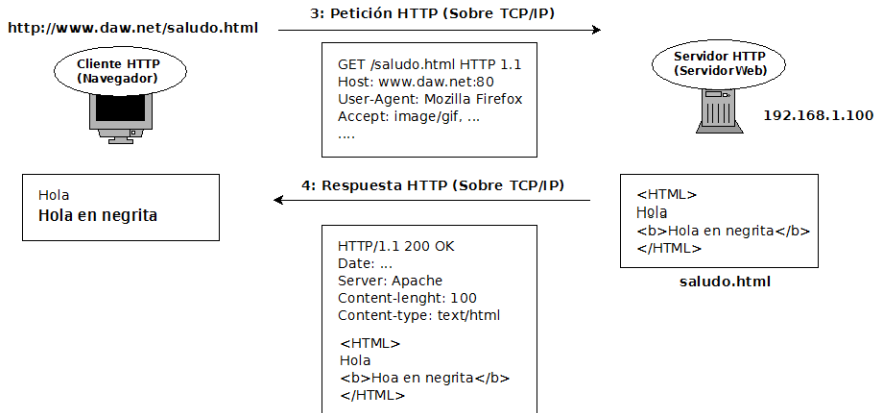 http://www.daw.net/saludo.html
3: Petición HTTP (Sobre TCP/IP)
Cliente HTTP
(Navegador)
GET /saludo.html HTTP 1.1
Host: www.daw.net:80
User-Agent: Mozilla Firefox
Accept: image/gif, ...
....
Servidor HTTP
(ServidorWeb)
192.168.1.100
Hola
Hola en negrita
4: Respuesta HTTP (Sobre TCP/IP)
<HTML>
Hola
<b>Hola en negrita</b>
</HTML>
saludo.html
HTTP/1.1 200 OK
Date: ...
Server: Apache
Content-lenght: 100
Content-type: text/html
<HTML>
Hola
<b>Hoa en negrita</b>
</HTML>